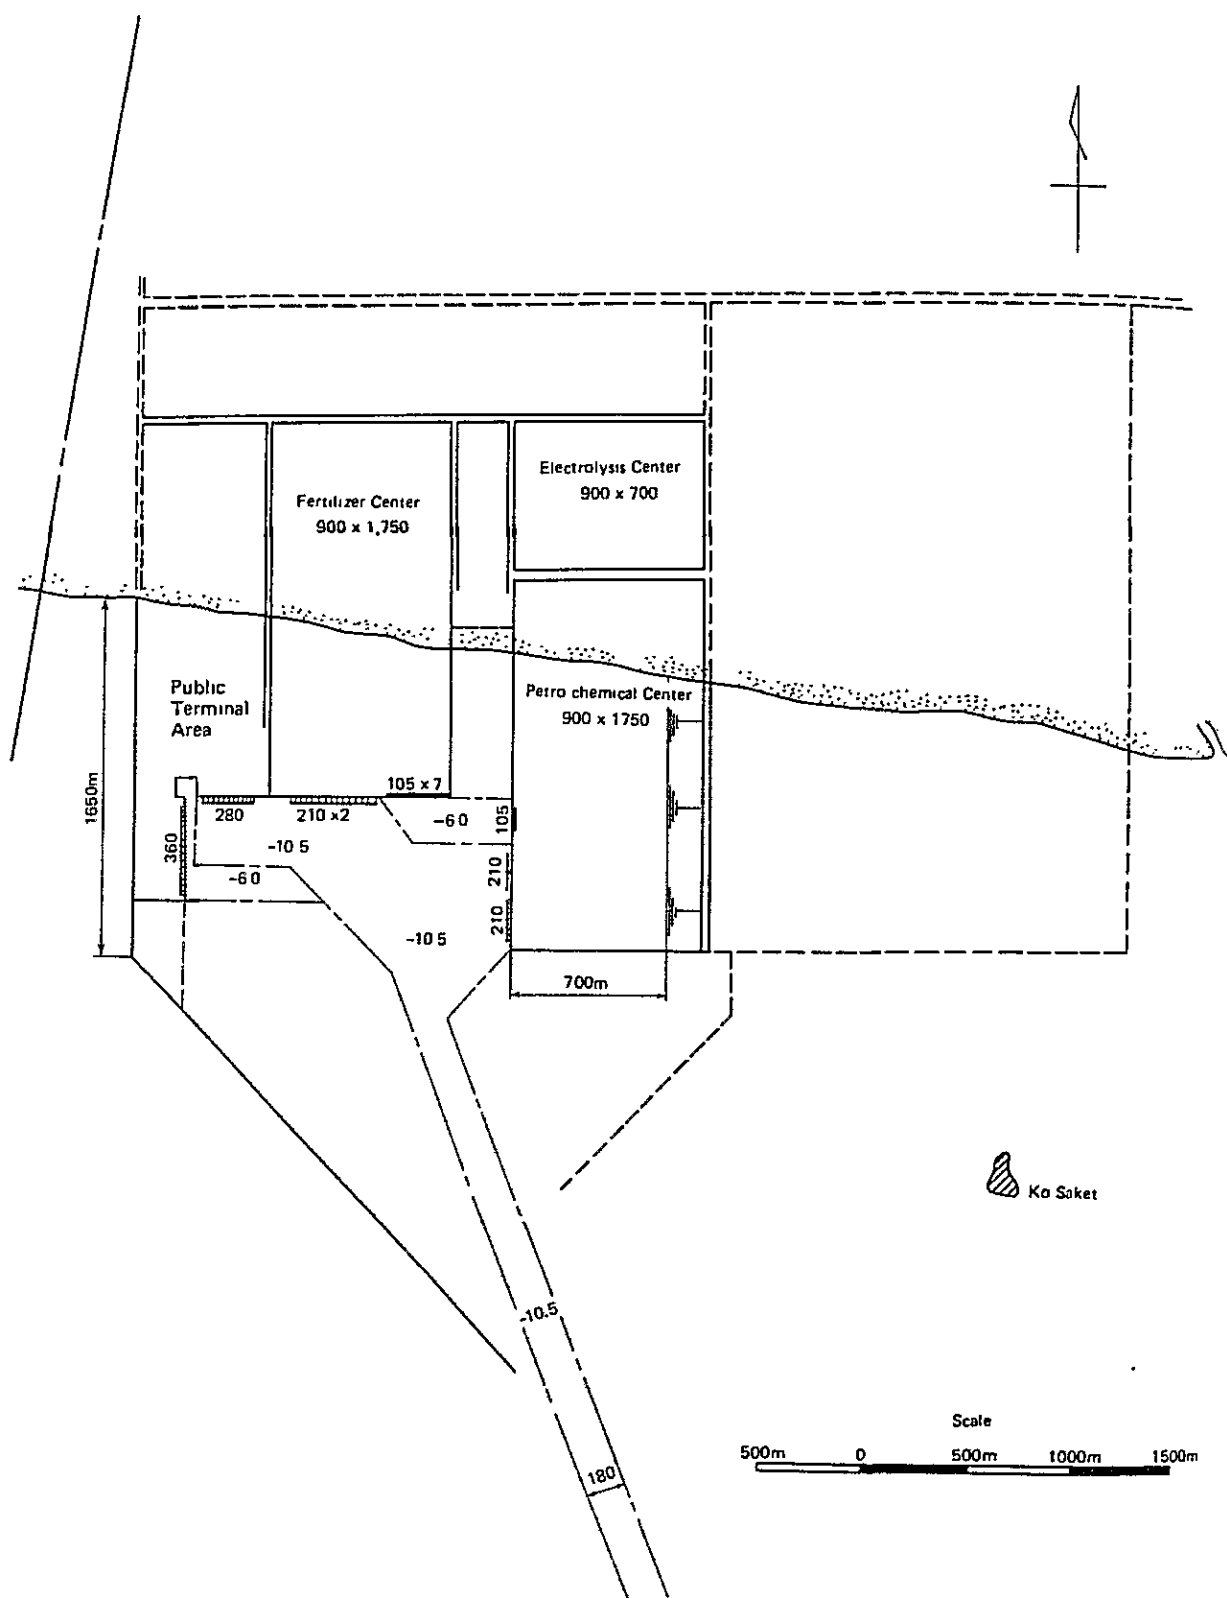 Electrolysis Center
900 x 700
Fertilizer Center
900 x 1,750
Public
Terminal
Area
Petro chemical Center
900 x 1750
1650m
105 x 7
280
210 x2
-6 0
105
360
-10 5
-6 0
210
210
-10 5
700m
Ko Saket
-10.5
Scale
500m 0 500m 1000m 1500m
180